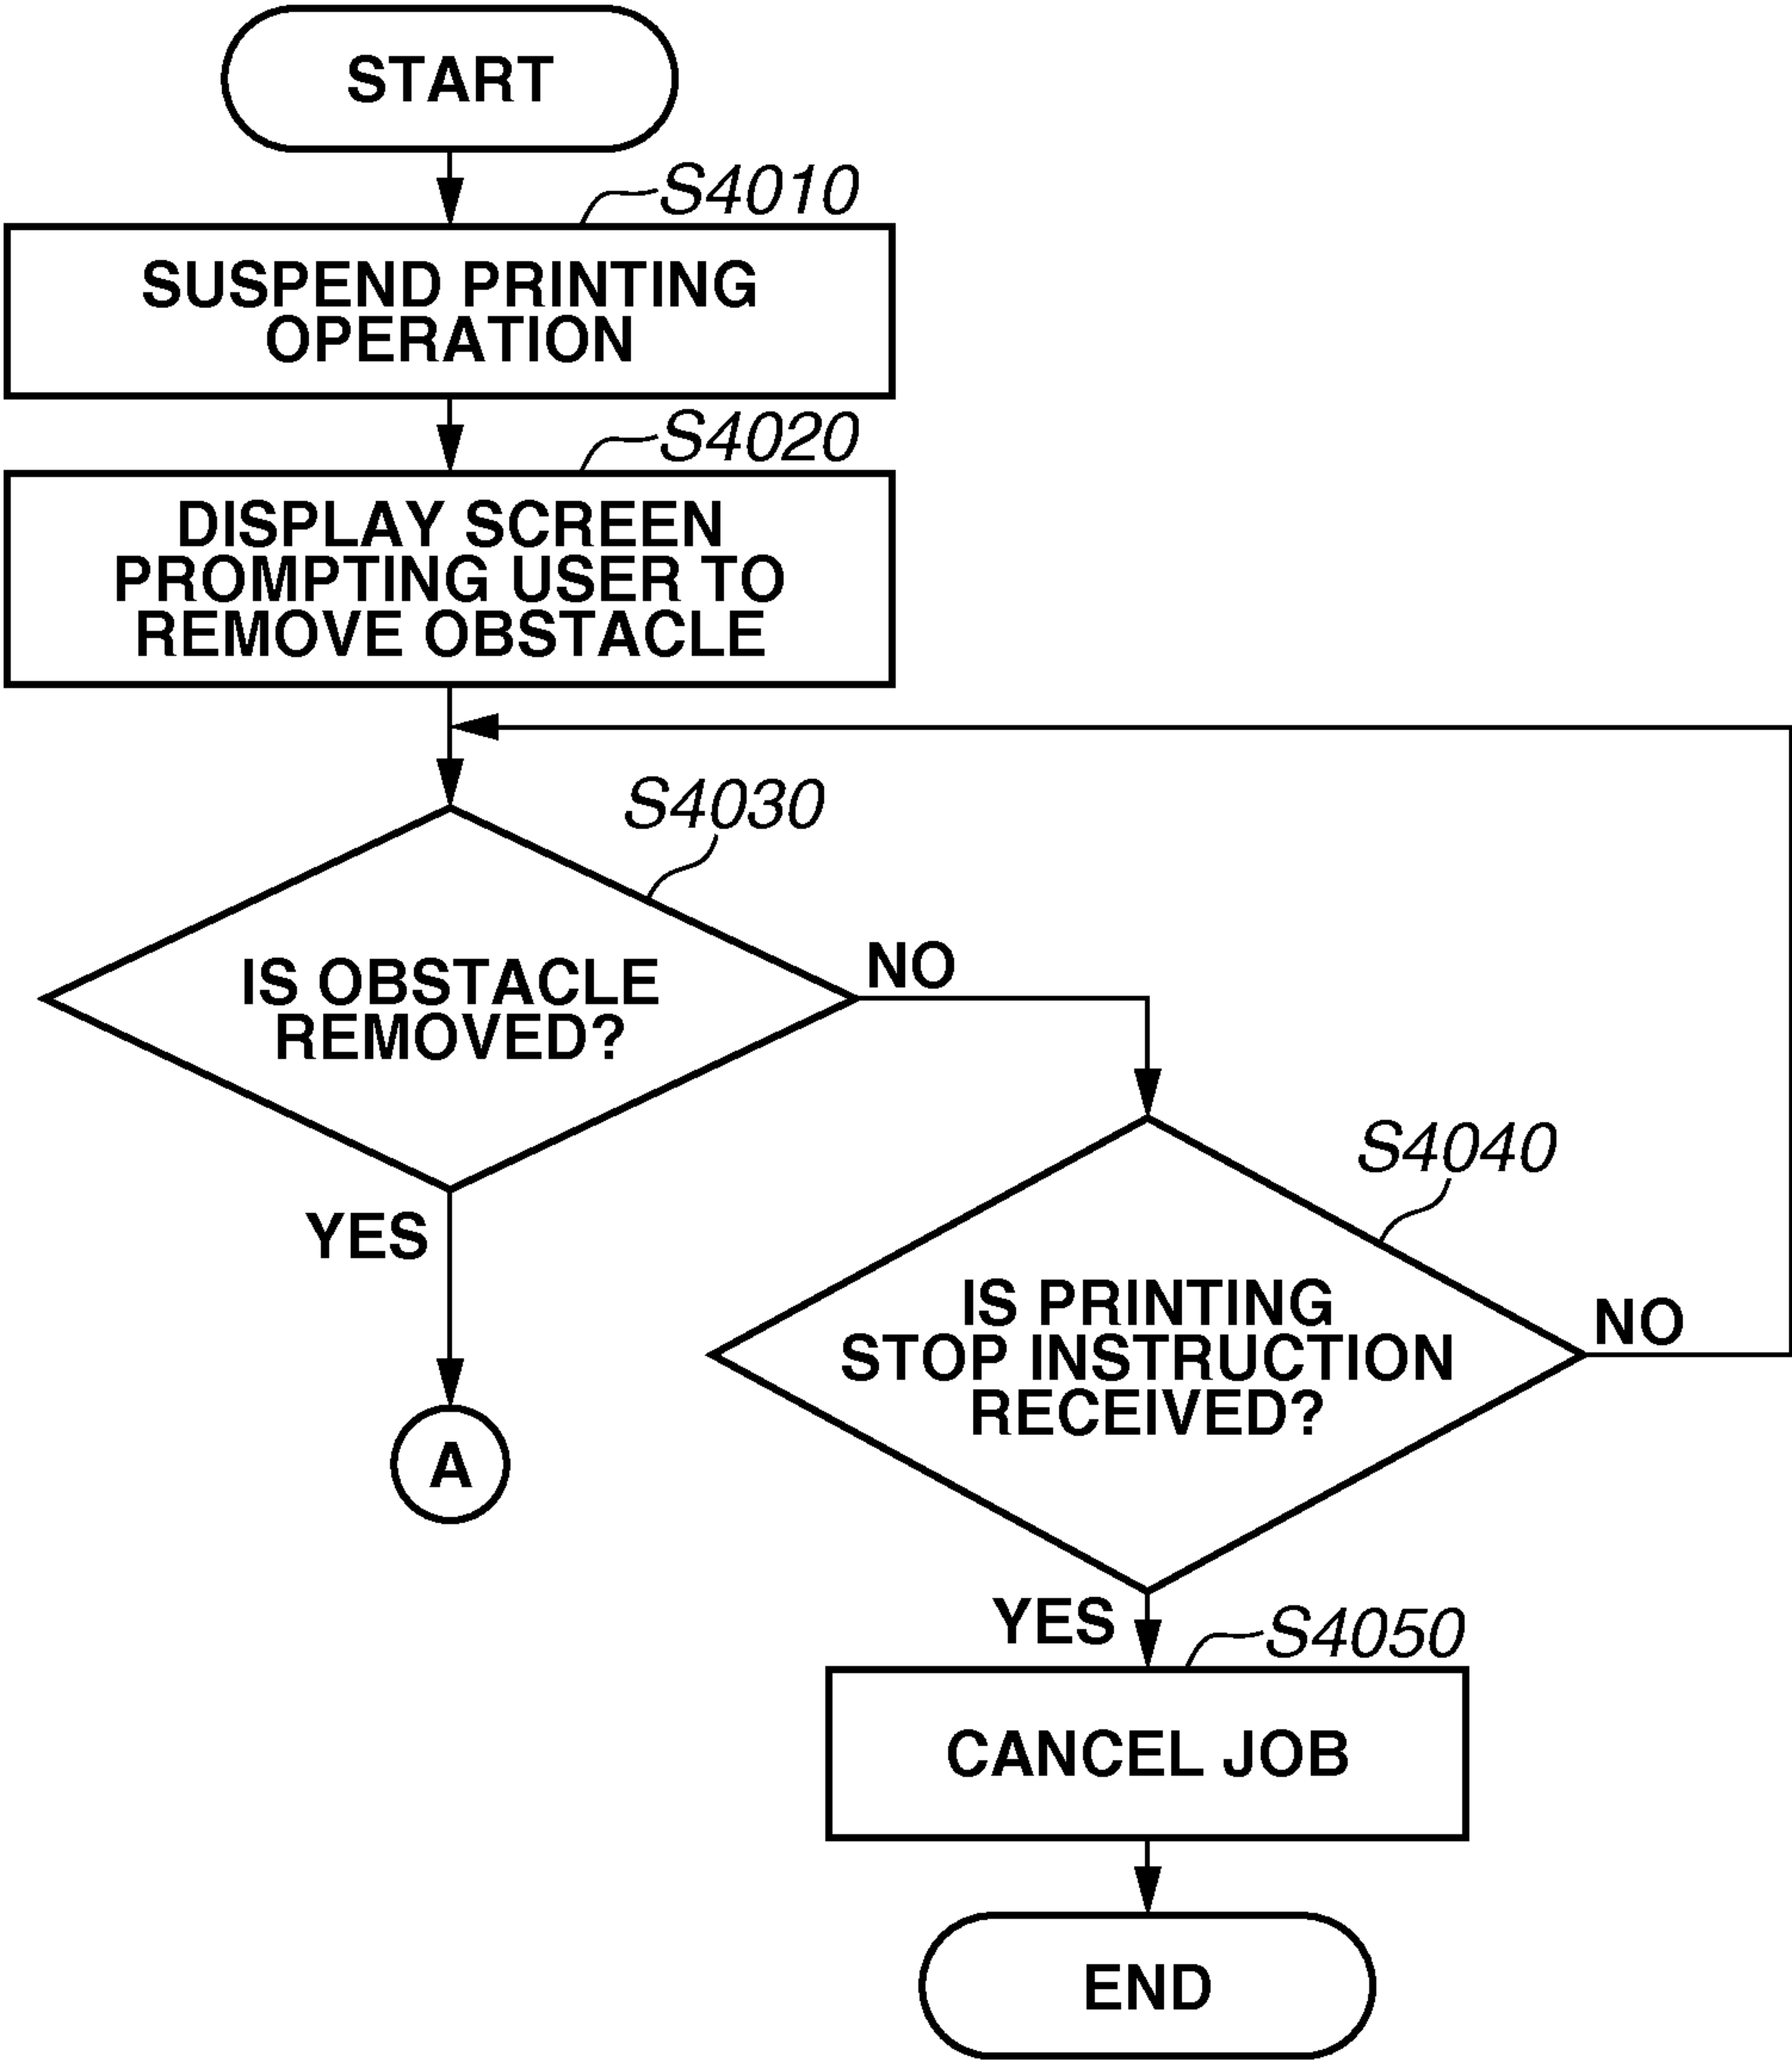 START
S4010
SUSPEND PRINTING
OPERATION
S4020
DISPLAY SCREEN
PROMPTING USER TO
REMOVE OBSTACLE
S4030
IS OBSTACLE
REMOVED?
NO
YES
A
S4040
IS PRINTING
STOP INSTRUCTION
RECEIVED?
NO
YES
S4050
CANCEL JOB
END